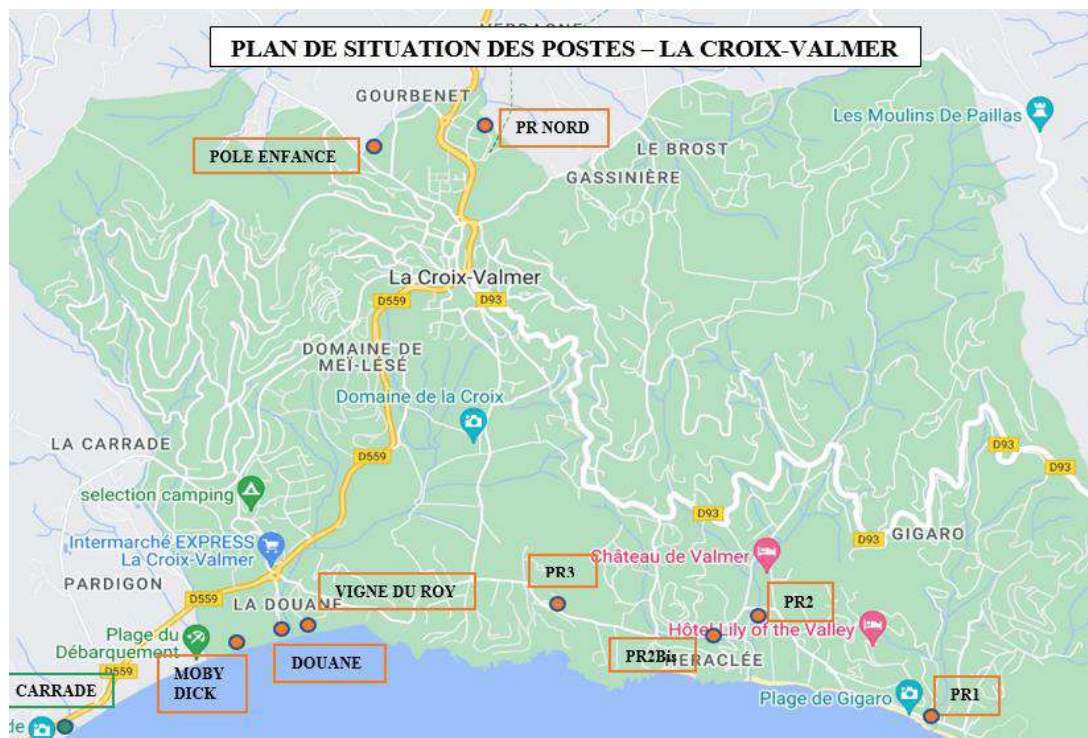 PLAN DE SITUATION DES POSTES – LA CROIX-VALMER
GOURBENET
PR NORD
Les Moulins De Paillas
POLE ENFANCE
LE BROST
GASSINIÈRE
La Croix-Valmer
D559
D93
DOMAINE DE
MEÏ-LÉSÉ
Domaine de la Croix
LA CARRADE
D559
D93
D93
selection camping
D93
D93
GIGARO
Intermarché EXPRESS
La Croix-Valmer
Château de Valmer
PARDIGON
PR3
VIGNE DU ROY
D559
LA DOUANE
PR2
Plage du
Débarquement
Hôtel Lily of the Valley
DOUANE
PR2Bis
HERACLÉE
D559
MOBY
DICK
CARRADE
Plage de Gigaro
PR1
de